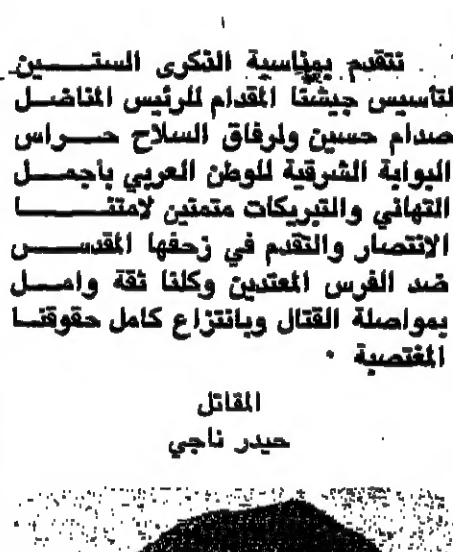 نتقدم بمناسبة الذكرى الستين
لتأسيس جيشنا المقدام للرئيس المناضل
صدام حسين ولرفاق السلاح حراس
البوابة الشرقية للوطن العربي بأجمل
التهاني والتبريكات متمنين لامتنا
الانتصار والتقدم في زحفها المقدس
ضد الفرس المعتدين وكلنا ثقة وامل
بمواصلة القتال وبانتزاع كامل حقوقنا
المغتصبة ٠
المقاتل
حيدر ناجي